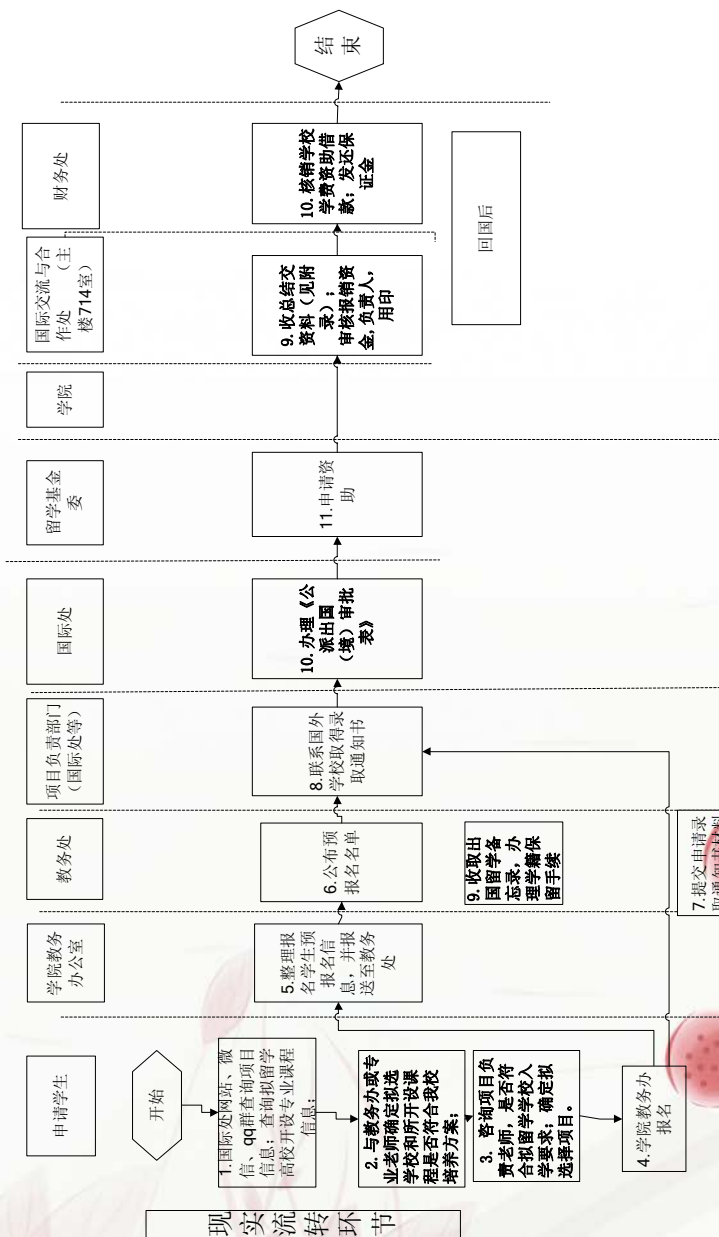 现实流转环节
申请学生
学院教务
办公室
教务处
项目负责部门
(国际处等)
国际处
留学基金
委
学院
国际交流与合
作处 （主
楼714室）
财务处
开始
1.国际处网站、微
信、qq群查询项目
信息；查询拟留学
高校开设专业课程
信息；
2. 与教务办或专
业老师确定拟选
学校和所开设课
程是否符合我校
培养方案；
3. 咨询项目负
责老师，是否符
合拟留学学校入
学要求；确定拟
选择项目。
4.学院教务办
报名
5.整理报
名学生预
报名信
息，并报
送至教务
处
6.公布预
报名名单
7.提交申请录
8.联系国外
学校取得录
取通知书
9. 收取出
国留学备
忘录，办
理学籍保
留手续
10. 办理《公
派出国
（境）审批
表》
11.申请资
助
9. 收总结交
资料（见附
录）；
审核报销资
金, 负责人，
用印
10. 核销学校
学费资助借
款；发还保
证金
回国后
结
束